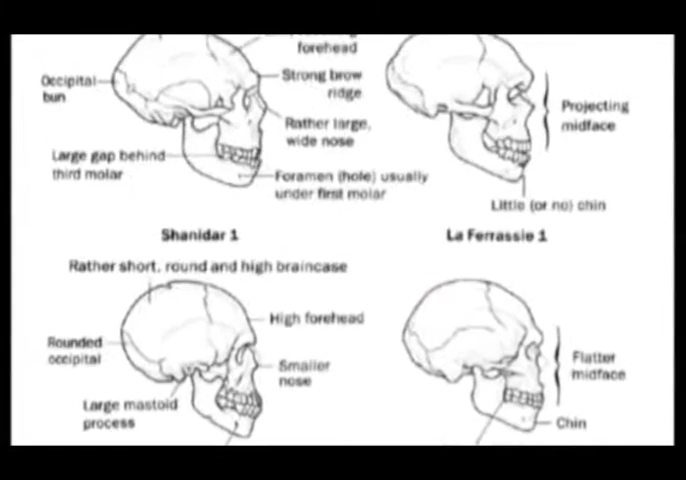 forehead
Occipital
bun
Strong brow
ridge
Rather large,
wide nose
Large gap behind
third molar
Foramen (hole) usually
under first molar
Projecting
midface
Little (or no) chin
Shanidar 1
La Ferrassie 1
Rather short, round and high braincase
High forehead
Rounded
occipital
Smaller
nose
Large mastoid
process
Flatter
midface
Chin